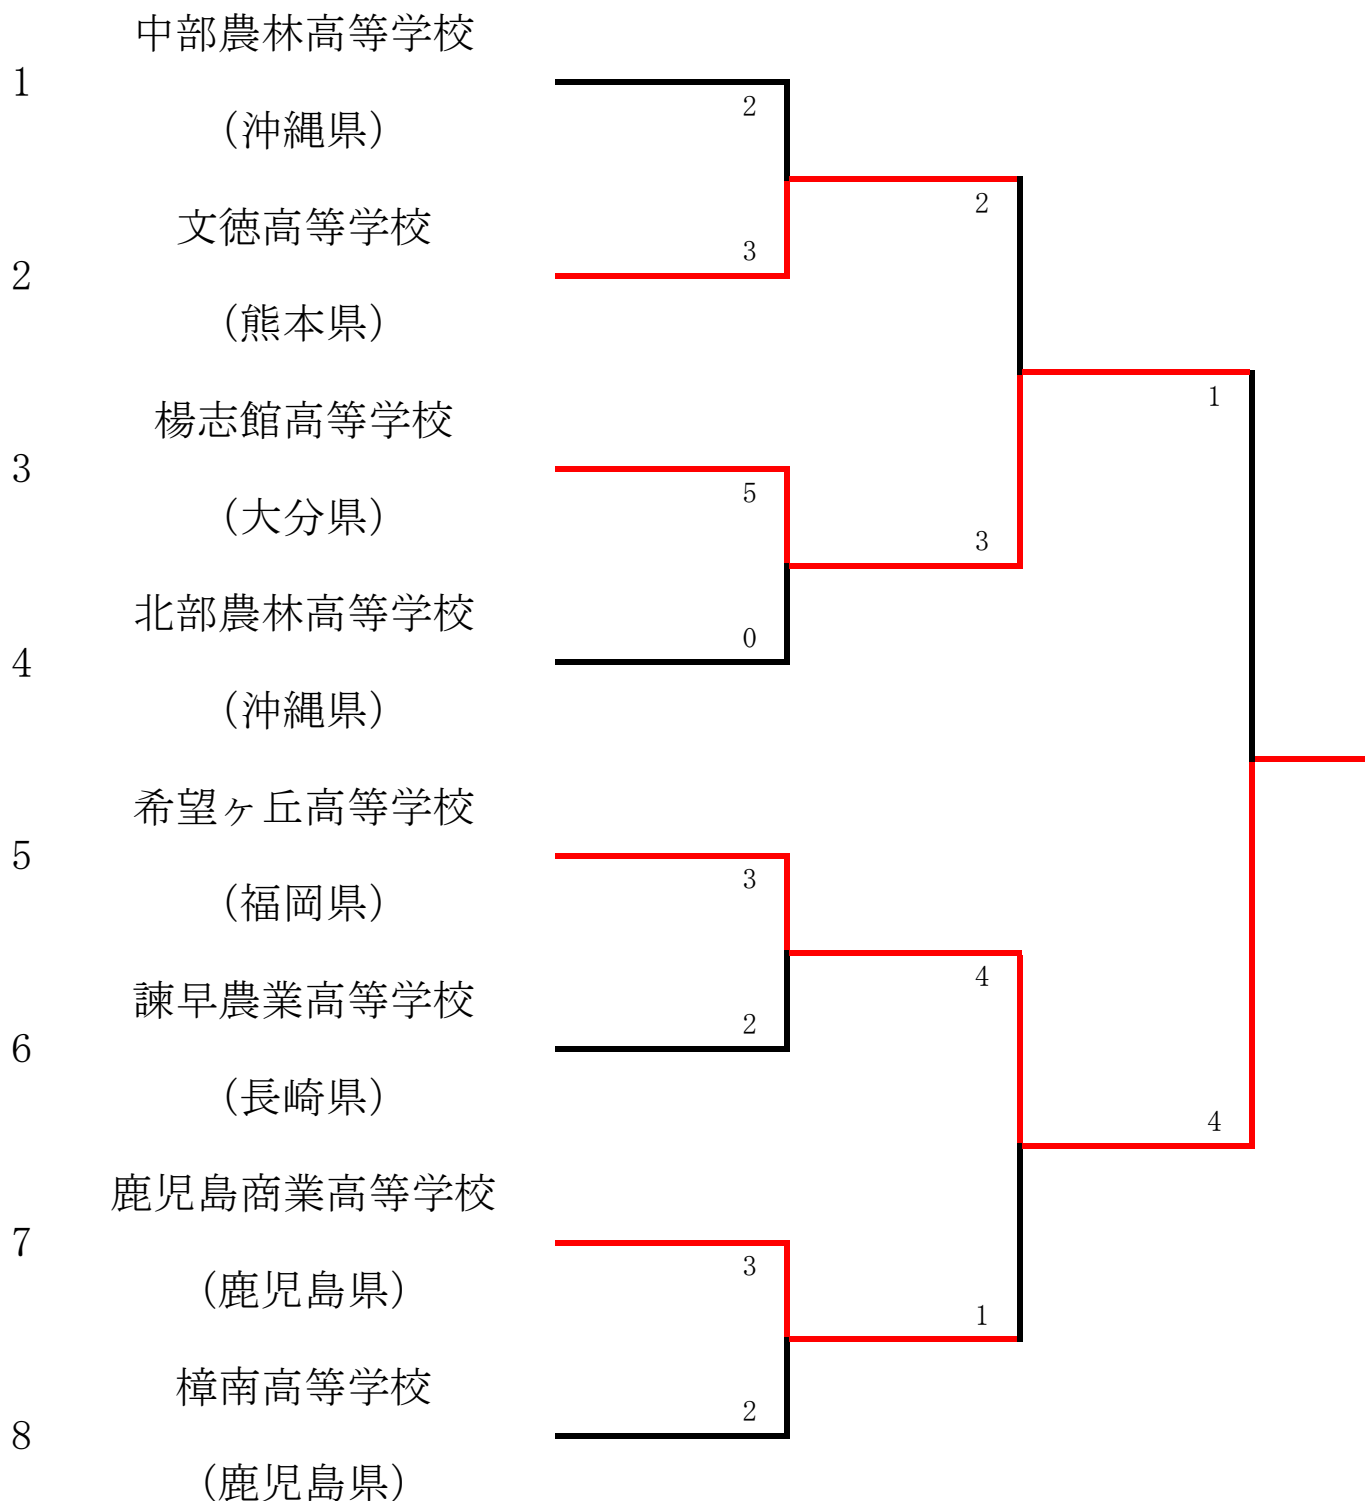 中部農林高等学校
1
2
(沖縄県)
2
文徳高等学校
3
2
(熊本県)
1
楊志館高等学校
3
5
(大分県)
3
北部農林高等学校
0
4
(沖縄県)
希望ヶ丘高等学校
5
3
(福岡県)
4
諫早農業高等学校
2
6
(長崎県)
4
鹿児島商業高等学校
7
3
(鹿児島県)
1
樟南高等学校
2
8
(鹿児島県)